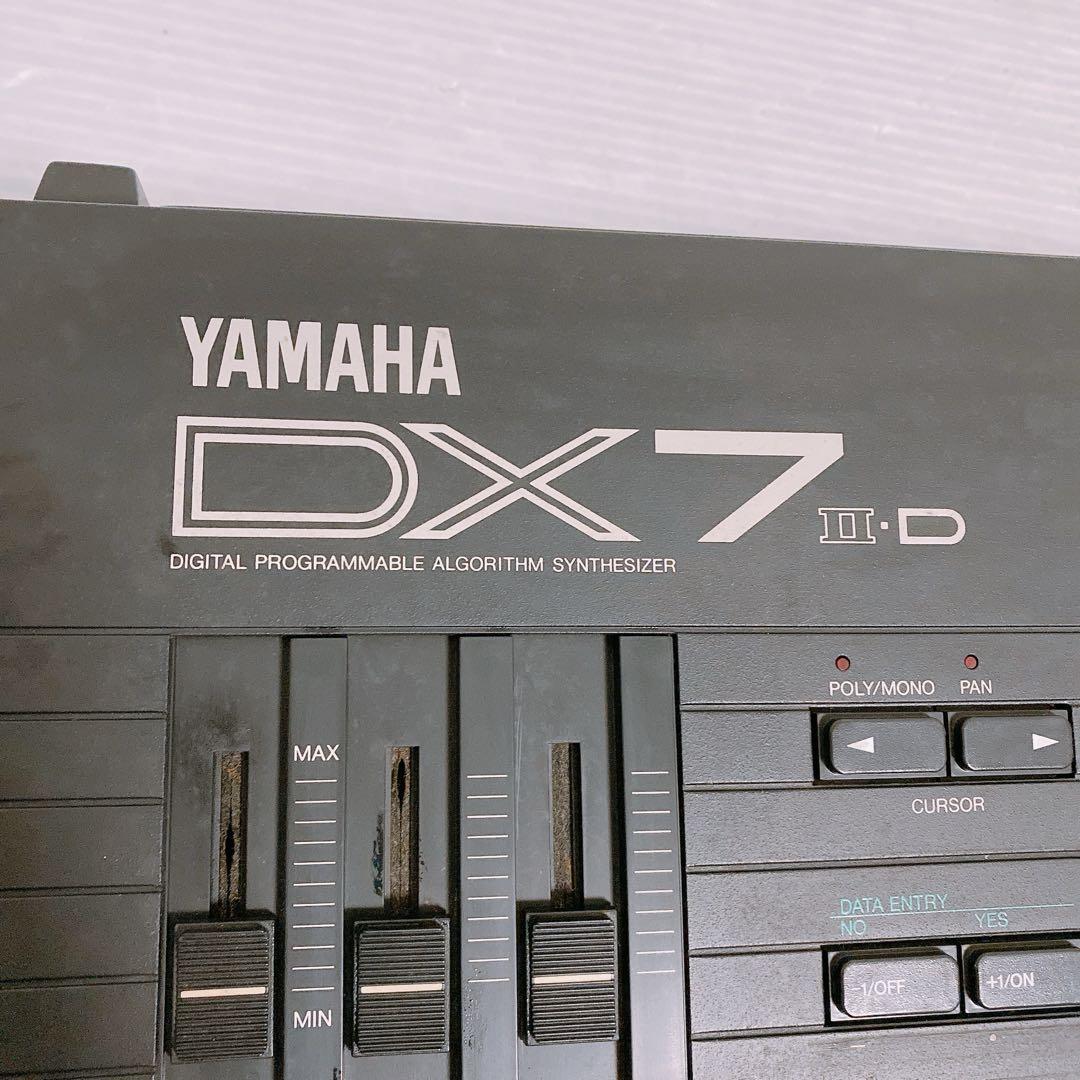 YAMAHA
DX7 II·D
DIGITAL PROGRAMMABLE ALGORITHM SYNTHESIZER
POLY/MONO PAN
MAX
CURSOR
DATA ENTRY
NO YES
-1/OFF +1/ON
MIN